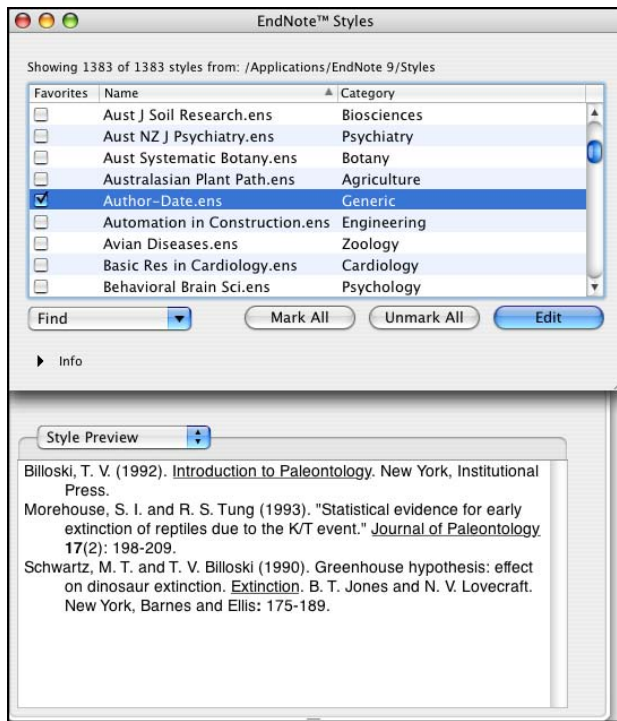 EndNote™ Styles
Showing 1383 of 1383 styles from: /Applications/EndNote 9/Styles
Favorites Name Category
Aust J Soil Research.ens Biosciences
Aust NZ J Psychiatry.ens Psychiatry
Aust Systematic Botany.ens Botany
Australasian Plant Path.ens Agriculture
Author-Date.ens Generic
Automation in Construction.ens Engineering
Avian Diseases.ens Zoology
Basic Res in Cardiology.ens Cardiology
Behavioral Brain Sci.ens Psychology
Find Mark All Unmark All Edit
Info
Style Preview
Billoski, T. V. (1992). Introduction to Paleontology. New York, Institutional
Press.
Morehouse, S. I. and R. S. Tung (1993). "Statistical evidence for early
extinction of reptiles due to the K/T event." Journal of Paleontology
17(2): 198-209.
Schwartz, M. T. and T. V. Billoski (1990). Greenhouse hypothesis: effect
on dinosaur extinction. Extinction. B. T. Jones and N. V. Lovecraft.
New York, Barnes and Ellis: 175-189.